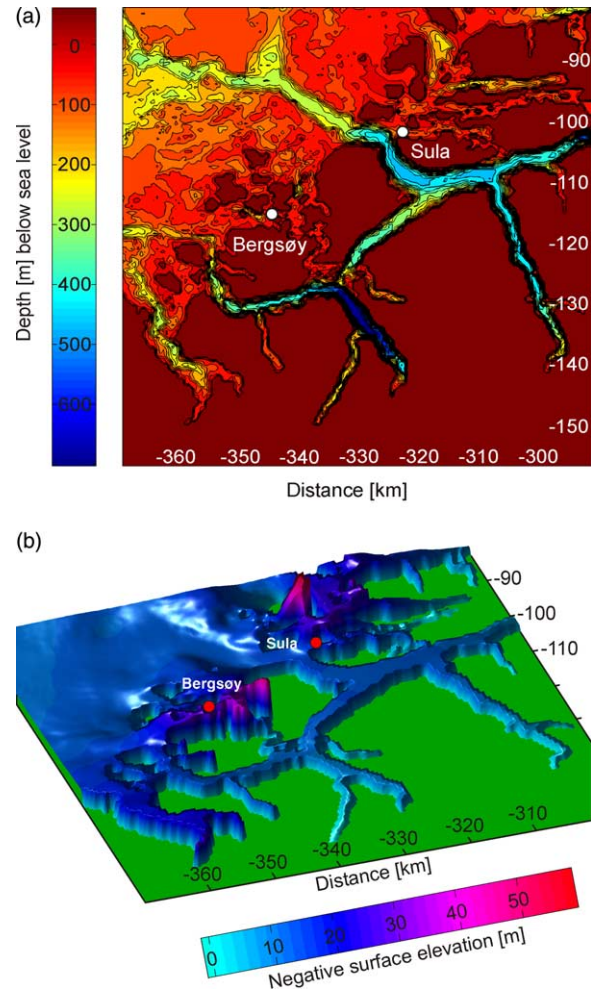 (a)
0
100
200
300
400
500
600
Depth [m] below sea level
Sula
Bergsøy
-90
-100
-110
-120
-130
-140
-150
-360 -350 -340 -330 -320 -310 -300
Distance [km]
(b)
Sula
Bergsøy
-90
-100
-110
-360 -350 -340 -330 -320 -310
Distance [km]
0 10 20 30 40 50
Negative surface elevation [m]